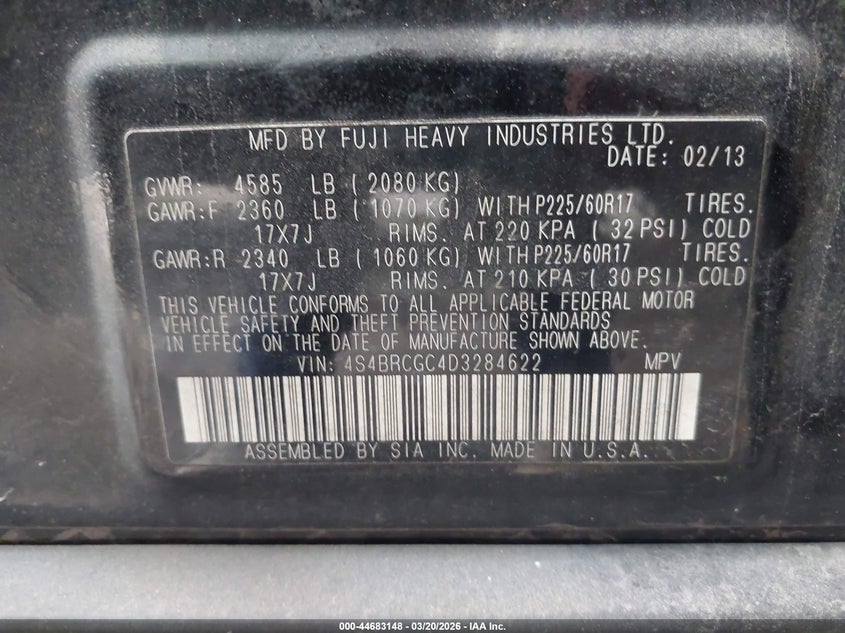 MFD BY FUJI HEAVY INDUSTRIES LTD.
DATE: 02/13
GVWR: 4585 LB ( 2080 KG)
GAWR:F 2360 LB ( 1070 KG) WITH P225/60R17 TIRES.
17X7J RIMS. AT 220 KPA ( 32 PSI) COLD
GAWR:R 2340 LB ( 1060 KG) WITH P225/60R17 TIRES.
17X7J RIMS. AT 210 KPA ( 30 PSI) COLD
THIS VEHICLE CONFORMS TO ALL APPLICABLE FEDERAL MOTOR
VEHICLE SAFETY AND THEFT PREVENTION STANDARDS
IN EFFECT ON THE DATE OF MANUFACTURE SHOWN ABOVE.
VIN: 4S4BRCGC4D3284622 MPV
ASSEMBLED BY SIA INC. MADE IN U.S.A.
000-44683148 - 03/20/2026 - IAA Inc.